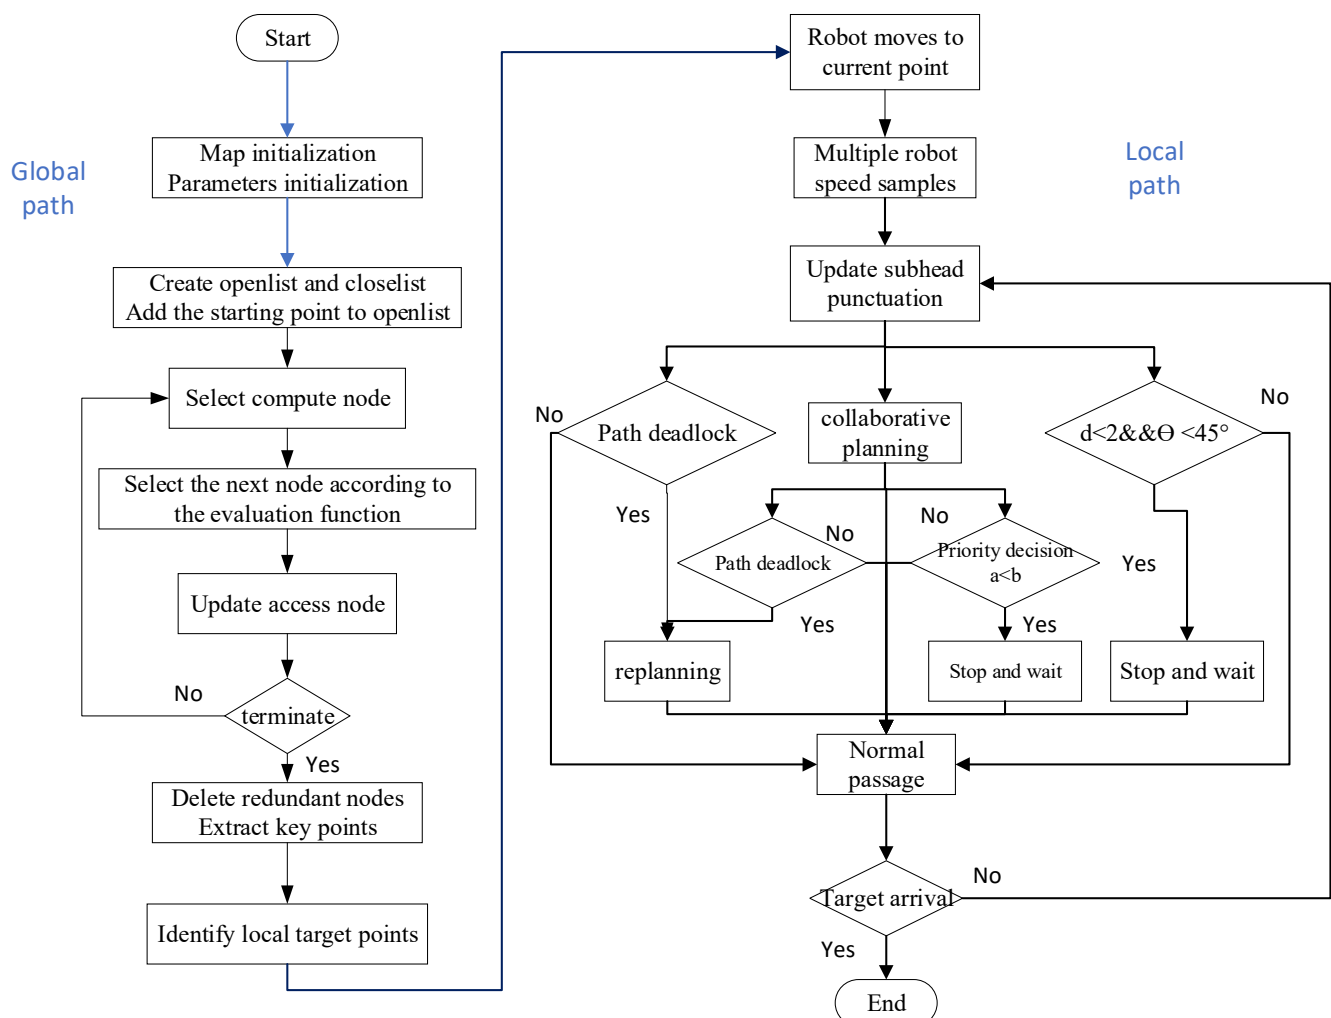 Start
Global
path
Map initialization
Parameters initialization
Create openlist and closelist
Add the starting point to openlist
Select compute node
Select the next node according to
the evaluation function
Update access node
No
terminate
Yes
Delete redundant nodes
Extract key points
Identify local target points
Robot moves to
current point
Local
path
Multiple robot
speed samples
Update subhead
punctuation
No
Path deadlock
collaborative
planning
d<2&&Ɵ <45°
No
Yes
Path deadlock
No
No
Priority decision
a<b
Yes
Yes
Yes
replanning
Stop and wait
Stop and wait
Normal
passage
Target arrival
No
Yes
End